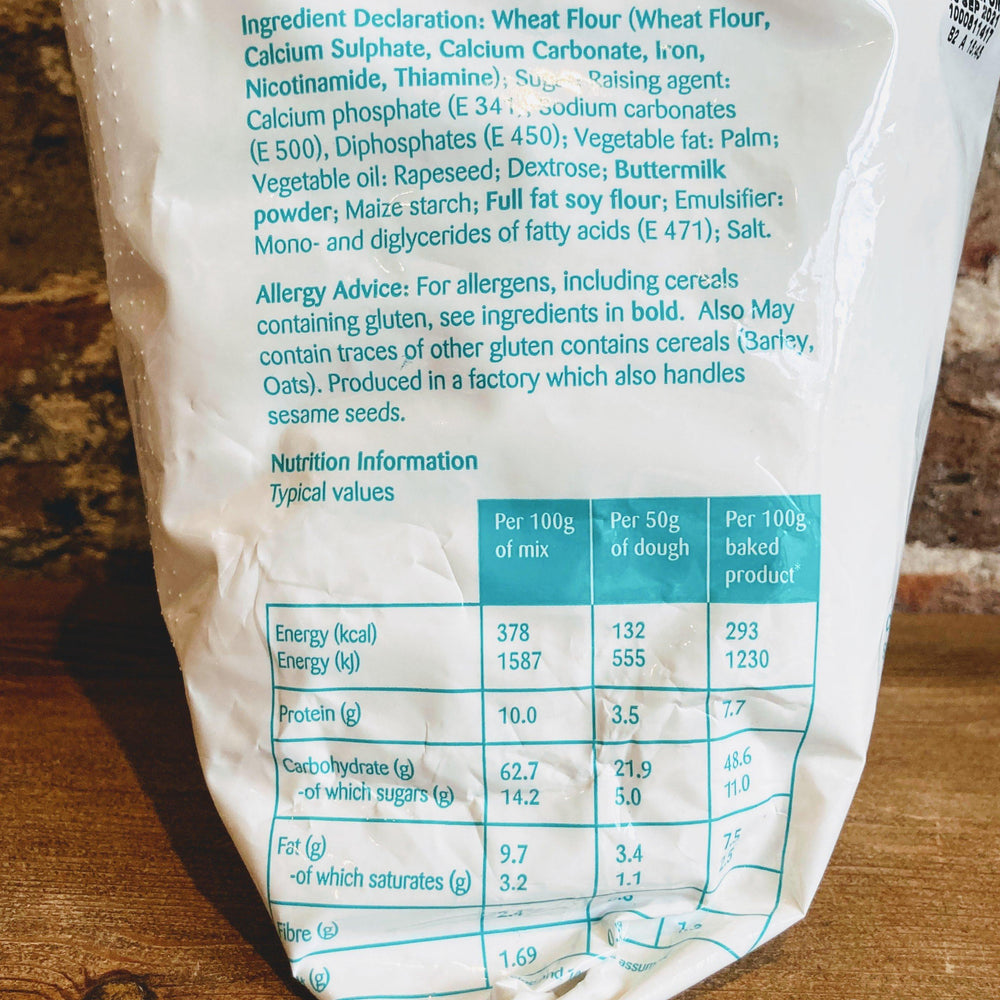 Ingredient Declaration: Wheat Flour (Wheat Flour,
Calcium Sulphate, Calcium Carbonate, Iron,
Nicotinamide, Thiamine); Raising agent:
Calcium phosphate (E Sodium carbonates
(E 500), Diphosphates (E 450); Vegetable fat: Palm;
Vegetable oil: Rapeseed; Dextrose; Buttermilk
powder; Maize starch; Full fat soy flour; Emulsifier:
Mono- and diglycerides of fatty acids (E 471); Salt.
Allergy Advice: For allergens, including cereals
containing gluten, see ingredients in bold. Also May
contain traces of other gluten contains cereals (Barley,
Oats). Produced in a factory which also handles
sesame seeds.
Nutrition Information
Typical values
Per 100g of mix
Per 50g of dough
Per 100g baked product*
Energy (kcal) 378 132 293
Energy (kJ) 1587 555 1230
Protein (g) 10.0 3.5 7.7
Carbohydrate (g) 62.7 21.9 48.6
-of which sugars (g) 14.2 5.0 11.0
Fat (g) 9.7 3.4 7.5
-of which saturates (g) 3.2 1.1
Fibre (g) 2.4
(g) 1.69